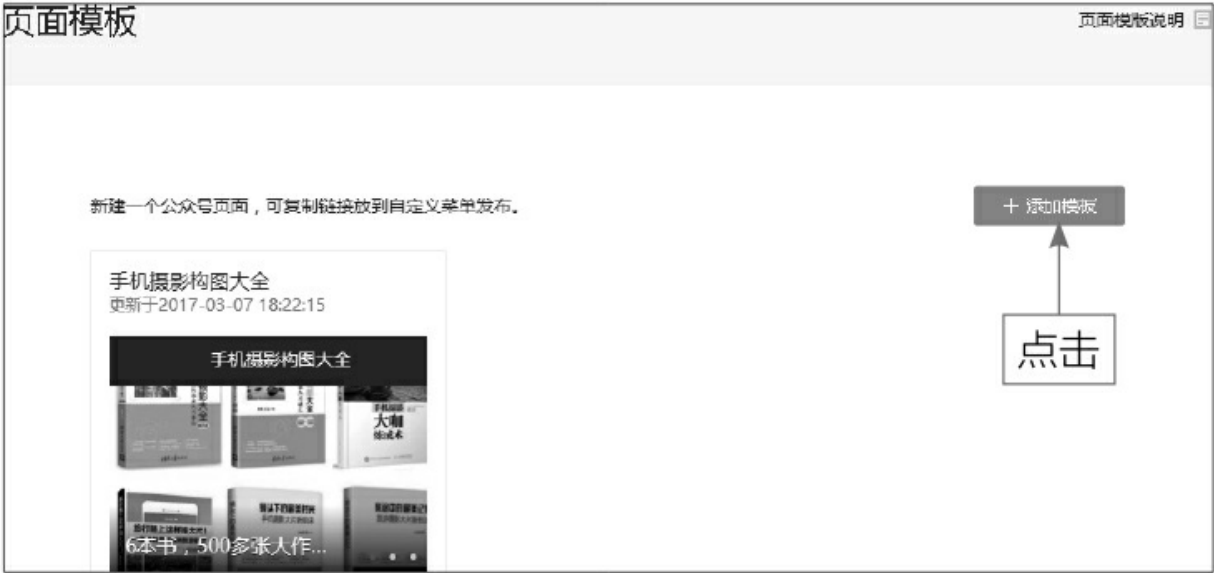 页面模板
页面模版说明
新建一个公众号页面，可复制链接放到自定义菜单发布。
+ 添加模板
点击
手机摄影构图大全
更新于2017-03-07 18:22:15
手机摄影构图大全
大咖
炼成术
6本书，500多张大作...